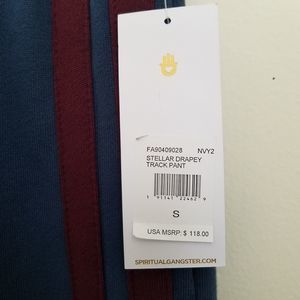 FA90409028 NVY2
STELLAR DRAPEY
TRACK PANT
S
USA MSRP: $ 118.00
SPIRITUALGANGSTER.COM